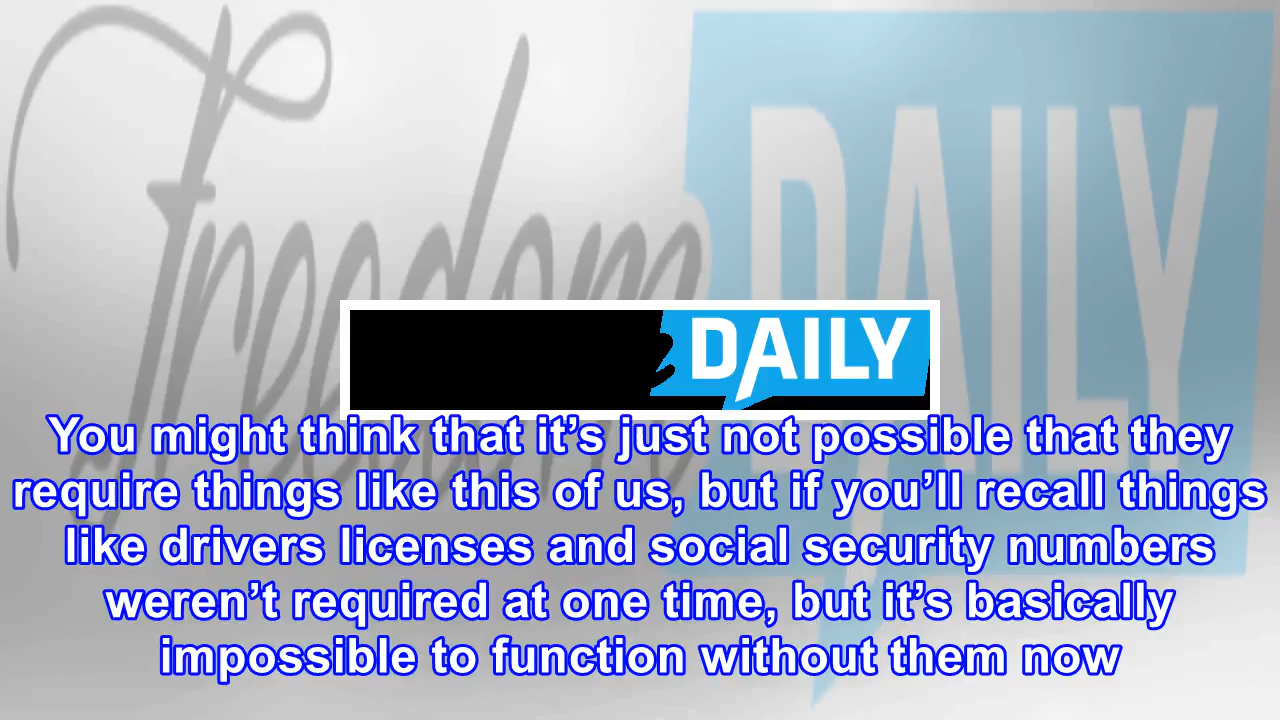 Freedom DAILY
DAILY
You might think that it’s just not possible that they
require things like this of us, but if you’ll recall things
like drivers licenses and social security numbers
weren’t required at one time, but it’s basically
impossible to function without them now